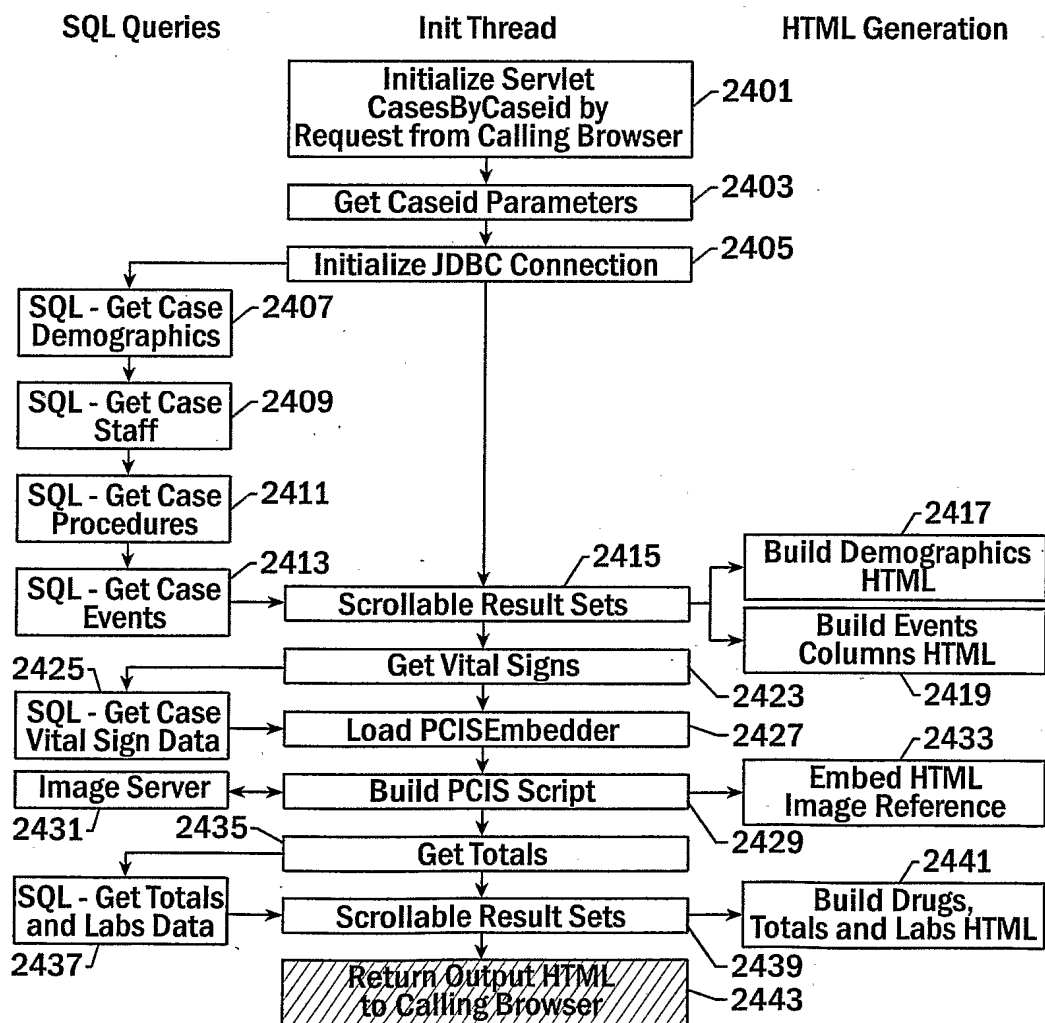 SQL Queries
Init Thread
HTML Generation
Initialize Servlet
CasesByCaseid by
Request from Calling Browser
2401
Get Caseid Parameters
2403
Initialize JDBC Connection
2405
SQL - Get Case
Demographics
2407
SQL - Get Case
Staff
2409
SQL - Get Case
Procedures
2411
SQL - Get Case
Events
2413
Scrollable Result Sets
2415
Build Demographics
HTML
2417
Build Events
Columns HTML
2419
Get Vital Signs
2423
2425
SQL - Get Case
Vital Sign Data
Load PCISEmbedder
2427
Image Server
2431
Build PCIS Script
2429
2433
Embed HTML
Image Reference
2435
Get Totals
SQL - Get Totals
and Labs Data
2437
Scrollable Result Sets
2439
2441
Build Drugs,
Totals and Labs HTML
Return Output HTML
to Calling Browser
2443